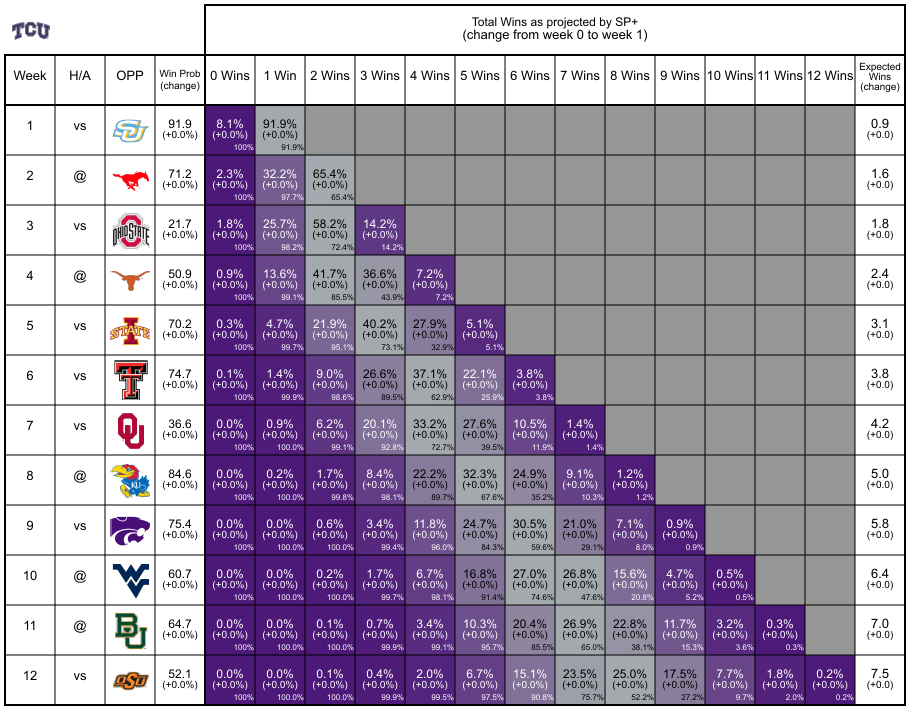 TCU
Total Wins as projected by SP+
(change from week 0 to week 1)
Week H/A OPP Win Prob (change) 0 Wins 1 Win 2 Wins 3 Wins 4 Wins 5 Wins 6 Wins 7 Wins 8 Wins 9 Wins 10 Wins 11 Wins 12 Wins Expected Wins (change)
1 vs SU 91.9 8.1% 91.9% 0.9
(+0.0%) (+0.0%) (+0.0%) (+0.0)
100% 91.9%
2 @ 71.2 2.3% 32.2% 65.4% 1.6
(+0.0%) (+0.0%) (+0.0%) (+0.0%) (+0.0)
100% 97.7% 65.4%
3 vs OHIO STATE 21.7 1.8% 25.7% 58.2% 14.2% 1.8
(+0.0%) (+0.0%) (+0.0%) (+0.0%) (+0.0%) (+0.0)
100% 98.2% 72.4% 14.2%
4 @ 50.9 0.9% 13.6% 41.7% 36.6% 7.2% 2.4
(+0.0%) (+0.0%) (+0.0%) (+0.0%) (+0.0%) (+0.0%) (+0.0)
100% 99.1% 85.5% 43.9% 7.2%
5 vs I STATE 70.2 0.3% 4.7% 21.9% 40.2% 27.9% 5.1% 3.1
(+0.0%) (+0.0%) (+0.0%) (+0.0%) (+0.0%) (+0.0%) (+0.0%) (+0.0)
100% 99.7% 95.1% 73.1% 32.9% 5.1%
6 vs T 74.7 0.1% 1.4% 9.0% 26.6% 37.1% 22.1% 3.8% 3.8
(+0.0%) (+0.0%) (+0.0%) (+0.0%) (+0.0%) (+0.0%) (+0.0%) (+0.0%) (+0.0)
100% 99.9% 98.6% 89.5% 62.9% 25.9% 3.8%
7 vs OU 36.6 0.0% 0.9% 6.2% 20.1% 33.2% 27.6% 10.5% 1.4% 4.2
(+0.0%) (+0.0%) (+0.0%) (+0.0%) (+0.0%) (+0.0%) (+0.0%) (+0.0%) (+0.0%) (+0.0)
100% 100.0% 99.1% 92.8% 72.7% 39.5% 11.9% 1.4%
8 @ KU 84.6 0.0% 0.2% 1.7% 8.4% 22.2% 32.3% 24.9% 9.1% 1.2% 5.0
(+0.0%) (+0.0%) (+0.0%) (+0.0%) (+0.0%) (+0.0%) (+0.0%) (+0.0%) (+0.0%) (+0.0%) (+0.0)
100% 100.0% 99.8% 98.1% 89.7% 67.6% 35.2% 10.3% 1.2%
9 vs 75.4 0.0% 0.0% 0.6% 3.4% 11.8% 24.7% 30.5% 21.0% 7.1% 0.9% 5.8
(+0.0%) (+0.0%) (+0.0%) (+0.0%) (+0.0%) (+0.0%) (+0.0%) (+0.0%) (+0.0%) (+0.0%) (+0.0%) (+0.0)
100% 100.0% 100.0% 99.4% 96.0% 84.3% 59.6% 29.1% 8.0% 0.9%
10 @ WV 60.7 0.0% 0.0% 0.2% 1.7% 6.7% 16.8% 27.0% 26.8% 15.6% 4.7% 0.5% 6.4
(+0.0%) (+0.0%) (+0.0%) (+0.0%) (+0.0%) (+0.0%) (+0.0%) (+0.0%) (+0.0%) (+0.0%) (+0.0%) (+0.0%) (+0.0)
100% 100.0% 100.0% 99.7% 98.1% 91.4% 74.6% 47.6% 20.8% 5.2% 0.5%
11 @ BU 64.7 0.0% 0.0% 0.1% 0.7% 3.4% 10.3% 20.4% 26.9% 22.8% 11.7% 3.2% 0.3% 7.0
(+0.0%) (+0.0%) (+0.0%) (+0.0%) (+0.0%) (+0.0%) (+0.0%) (+0.0%) (+0.0%) (+0.0%) (+0.0%) (+0.0%) (+0.0%) (+0.0)
100% 100.0% 100.0% 99.9% 99.1% 95.7% 85.5% 65.0% 38.1% 15.3% 3.6% 0.3%
12 vs OSU 52.1 0.0% 0.0% 0.1% 0.4% 2.0% 6.7% 15.1% 23.5% 25.0% 17.5% 7.7% 1.8% 0.2% 7.5
(+0.0%) (+0.0%) (+0.0%) (+0.0%) (+0.0%) (+0.0%) (+0.0%) (+0.0%) (+0.0%) (+0.0%) (+0.0%) (+0.0%) (+0.0%) (+0.0%) (+0.0)
100% 100.0% 100.0% 99.9% 99.5% 97.5% 90.8% 75.7% 52.2% 27.2% 9.7% 2.0% 0.2%